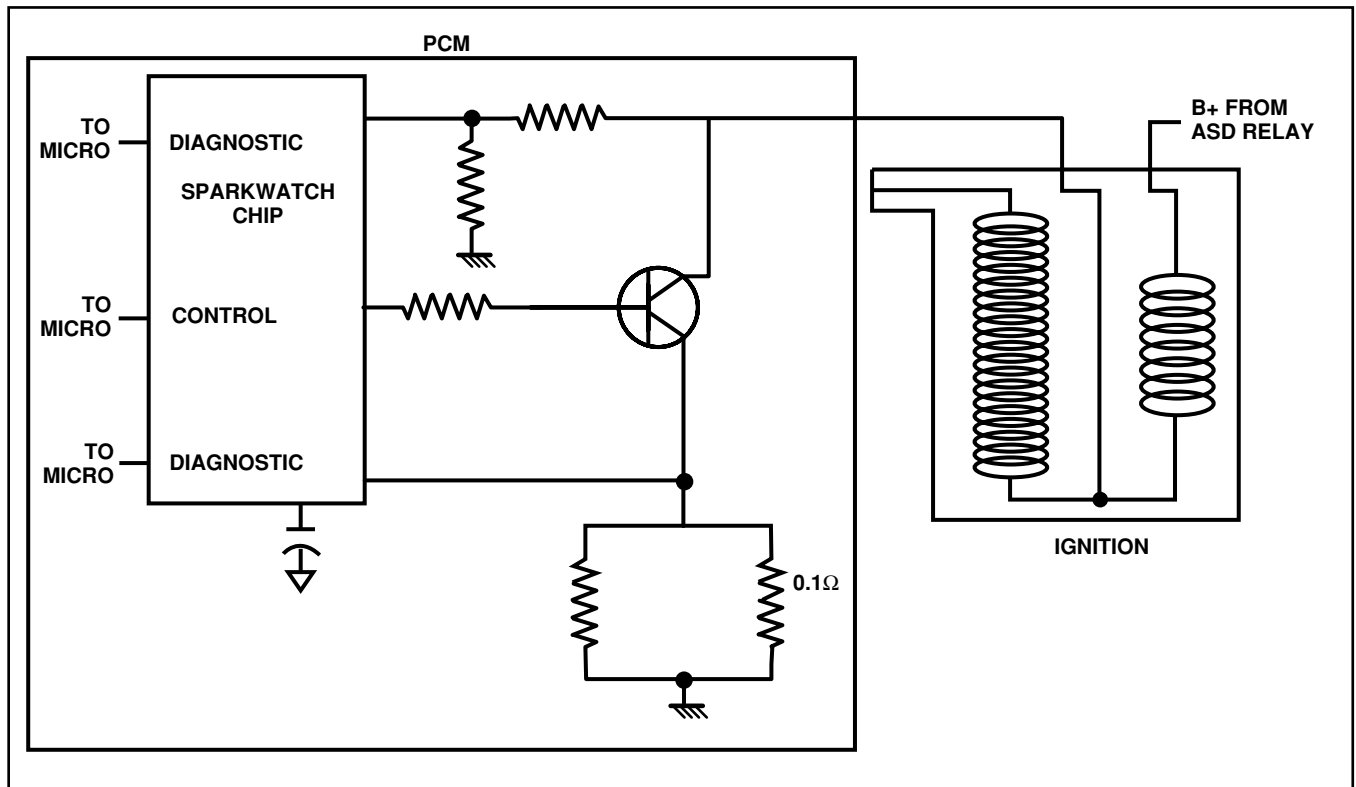 PCM
TO
MICRO
DIAGNOSTIC
SPARKWATCH
CHIP
TO
MICRO
CONTROL
TO
MICRO
DIAGNOSTIC
0.1Ω
B+ FROM
ASD RELAY
IGNITION